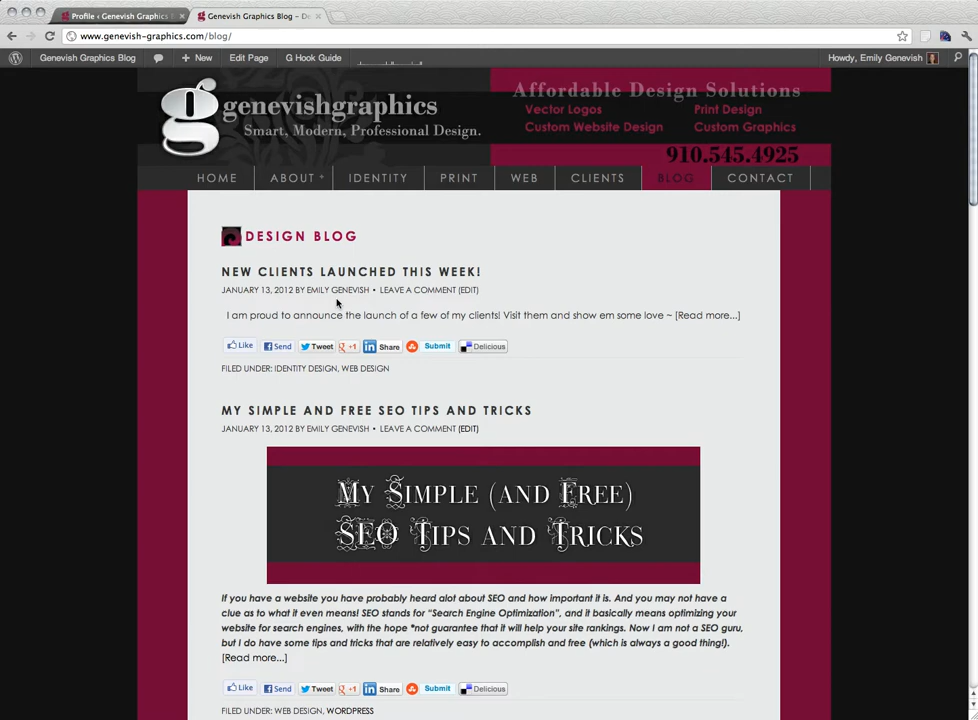 Profile ‹ Genevish Graphics
Genevish Graphics Blog – De
www.genevish-graphics.com/blog/
Genevish Graphics Blog + New Edit Page G Hook Guide Howdy, Emily Genevish
genevishgraphics
Smart, Modern, Professional Design.
Affordable Design Solutions
Vector Logos Print Design
Custom Website Design Custom Graphics
910.545.4925
HOME ABOUT IDENTITY PRINT WEB CLIENTS BLOG CONTACT
DESIGN BLOG
NEW CLIENTS LAUNCHED THIS WEEK!
JANUARY 13, 2012 BY EMILY GENEVISH • LEAVE A COMMENT (EDIT)
I am proud to announce the launch of a few of my clients! Visit them and show em some love ~ [Read more...]
Like Send Tweet +1 Share Submit Delicious
FILED UNDER: IDENTITY DESIGN, WEB DESIGN
MY SIMPLE AND FREE SEO TIPS AND TRICKS
JANUARY 13, 2012 BY EMILY GENEVISH • LEAVE A COMMENT (EDIT)
My Simple (and Free)
SEO Tips and Tricks
If you have a website you have probably heard alot about SEO and how important it is. And you may not have a
clue as to what it even means! SEO stands for "Search Engine Optimization", and it basically means optimizing your
website for search engines, with the hope *not guarantee that it will help your site rankings. Now I am not a SEO guru,
but I do have some tips and tricks that are relatively easy to accomplish and free (which is always a good thing!).
[Read more...]
Like Send Tweet +1 Share Submit Delicious
FILED UNDER: WEB DESIGN, WORDPRESS